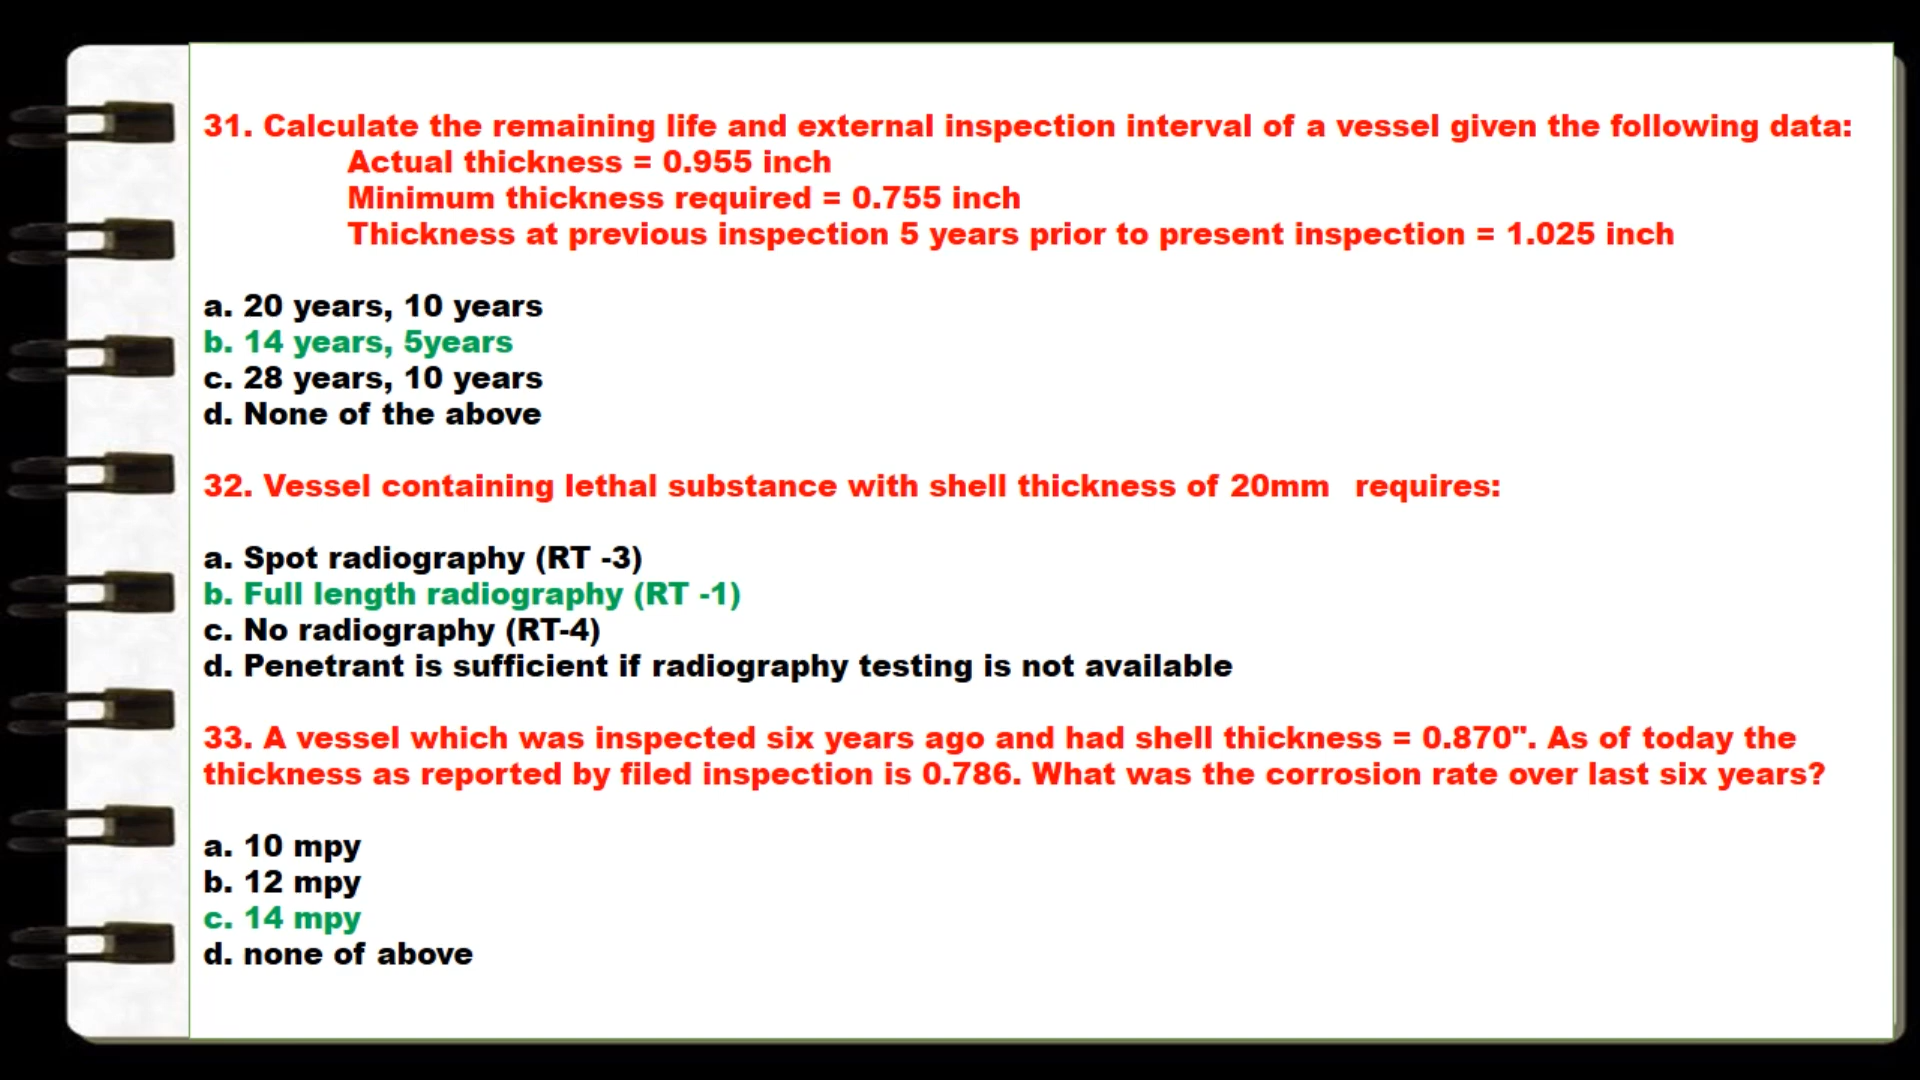 31. Calculate the remaining life and external inspection interval of a vessel given the following data:
Actual thickness = 0.955 inch
Minimum thickness required = 0.755 inch
Thickness at previous inspection 5 years prior to present inspection = 1.025 inch
a. 20 years, 10 years
b. 14 years, 5years
c. 28 years, 10 years
d. None of the above
32. Vessel containing lethal substance with shell thickness of 20mm requires:
a. Spot radiography (RT -3)
b. Full length radiography (RT -1)
c. No radiography (RT-4)
d. Penetrant is sufficient if radiography testing is not available
33. A vessel which was inspected six years ago and had shell thickness = 0.870". As of today the
thickness as reported by filed inspection is 0.786. What was the corrosion rate over last six years?
a. 10 mpy
b. 12 mpy
c. 14 mpy
d. none of above